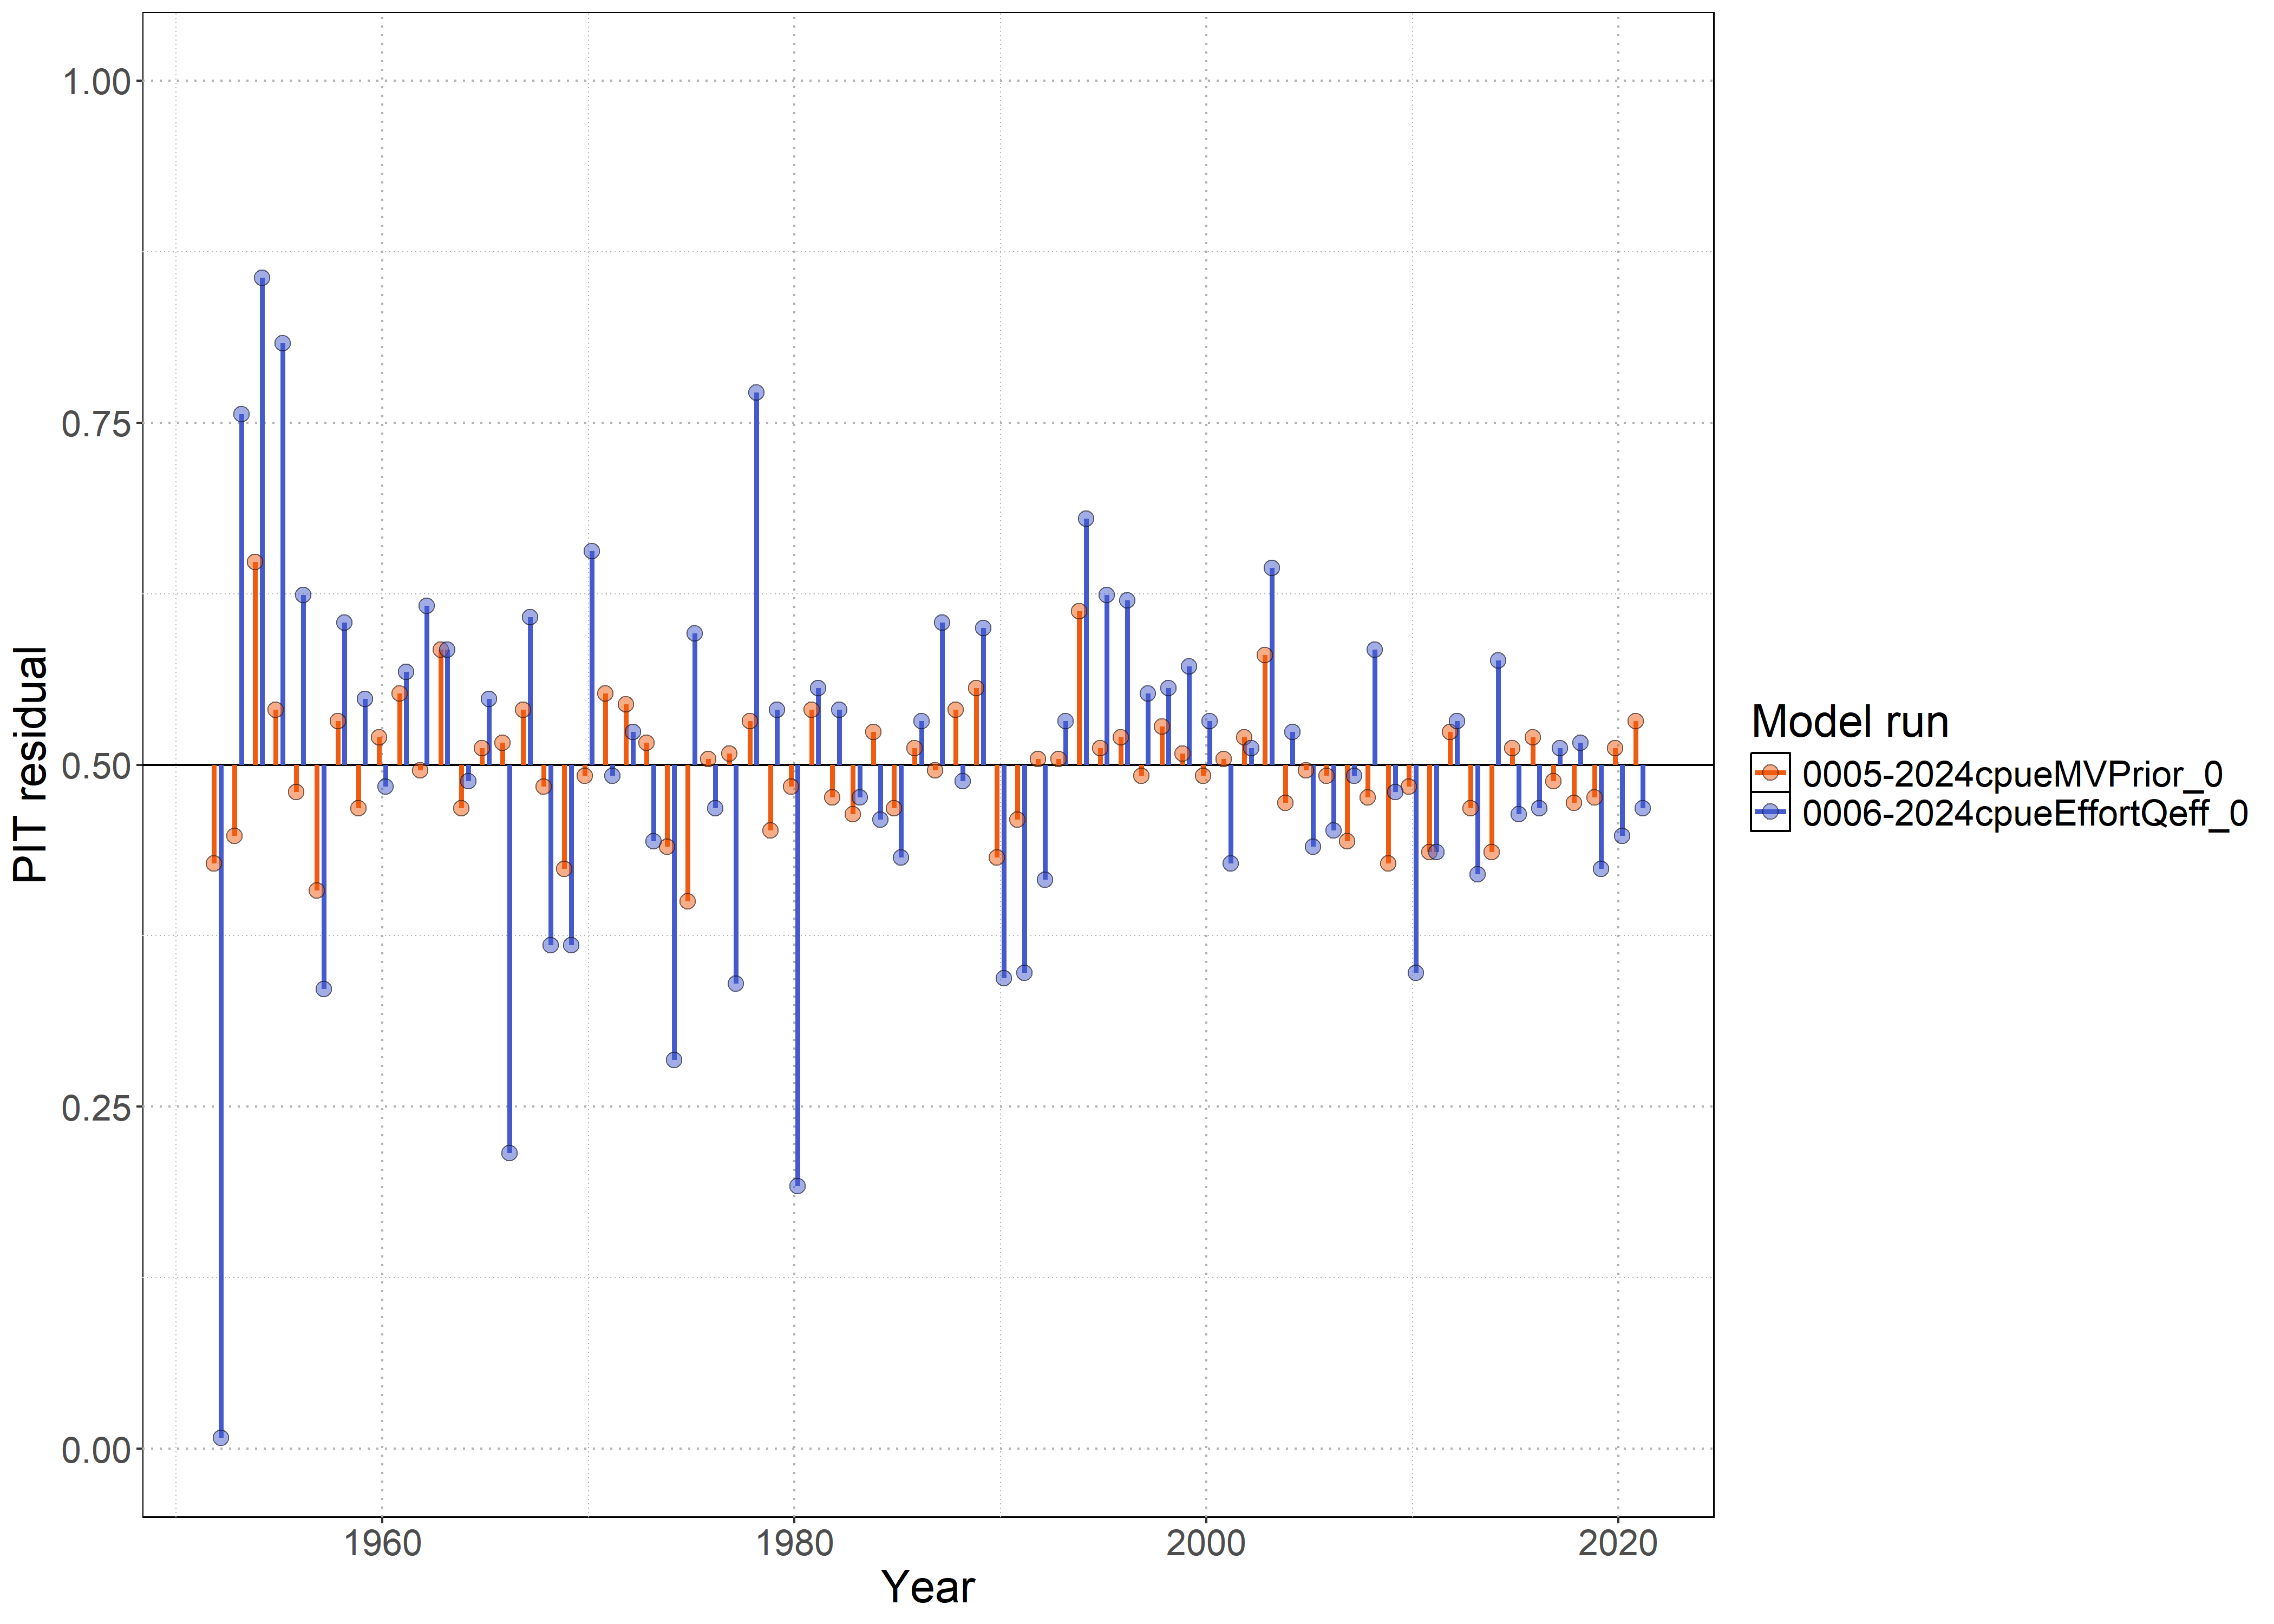 1.00
0.75
0.50
0.25
0.00
PIT residual
1960
1980
2000
2020
Year
Model run
0005-2024cpueMVPrior_0
0006-2024cpueEffortQeff_0